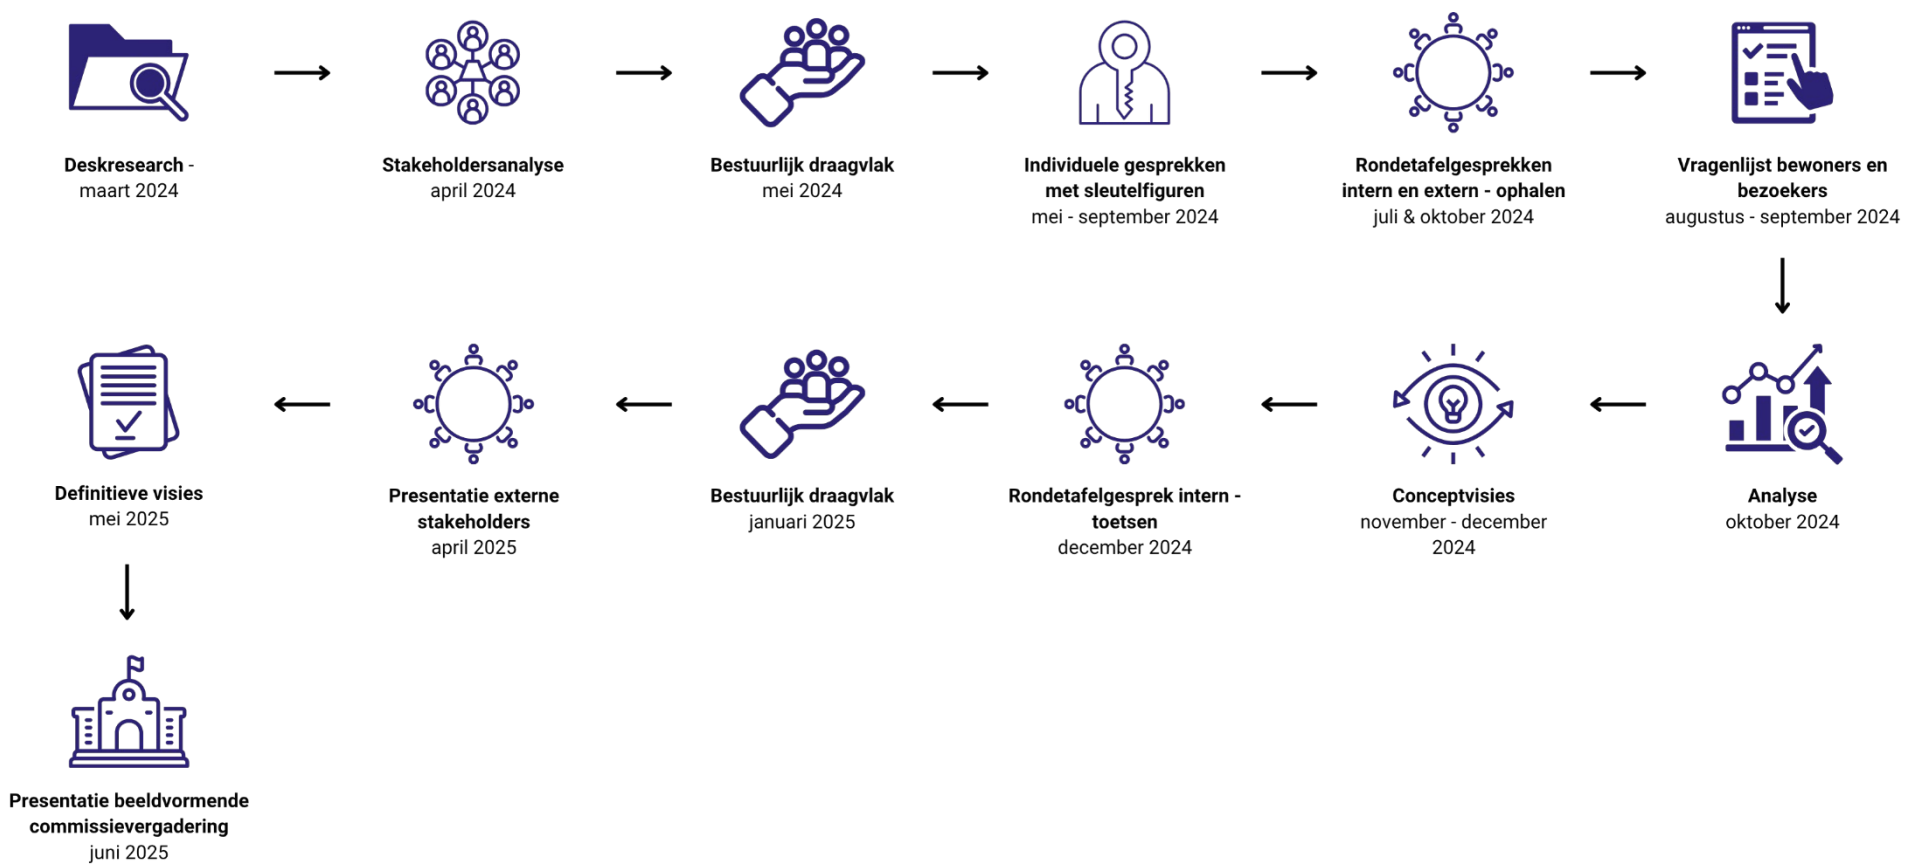 Deskresearch -
maart 2024
Stakeholdersanalyse
april 2024
Bestuurlijk draagvlak
mei 2024
Individuele gesprekken
met sleutelfiguren
mei - september 2024
Rondetafelgesprekken
intern en extern - ophalen
juli & oktober 2024
Vragenlijst bewoners en
bezoekers
augustus - september 2024
Analyse
oktober 2024
Conceptvisies
november - december
2024
Rondetafelgesprek intern -
toetsen
december 2024
Bestuurlijk draagvlak
januari 2025
Presentatie externe
stakeholders
april 2025
Definitieve visies
mei 2025
Presentatie beeldvormende
commissievergadering
juni 2025